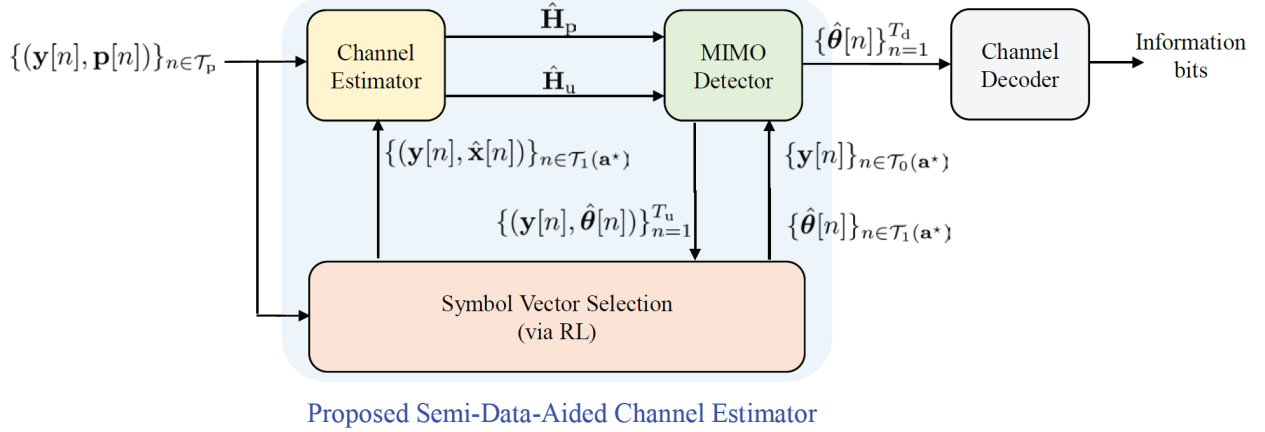 {(y[n], p[n])}_{n∈𝒯_p}
Channel
Estimator
Ĥ_p
Ĥ_u
MIMO
Detector
{θ̂[n]}_{n=1}^{T_d}
Channel
Decoder
Information
bits
{(y[n], x̂[n])}_{n∈𝒯_1(a⋆)}
{y[n]}_{n∈𝒯_0(a⋆)}
{(y[n], θ̂[n])}_{n=1}^{T_u}
{θ̂[n]}_{n∈𝒯_1(a⋆)}
Symbol Vector Selection
(via RL)
Proposed Semi-Data-Aided Channel Estimator